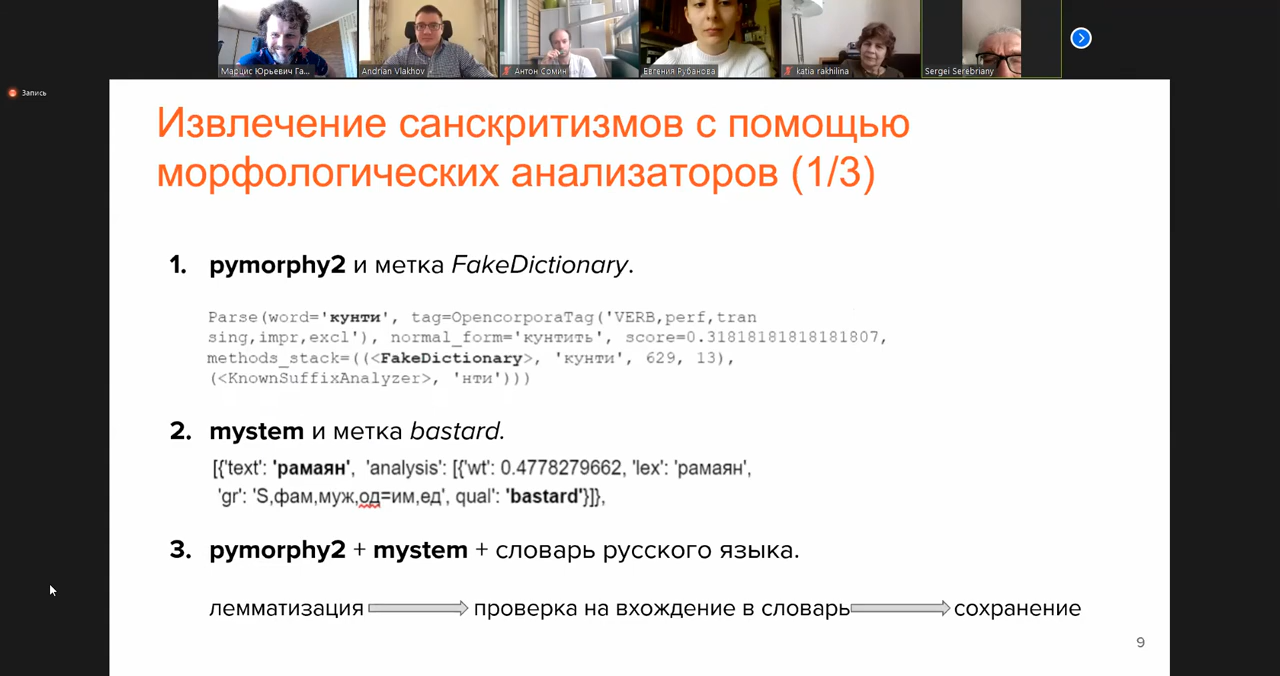 Марцис Юрьевич Га...
Andrian Vlakhov
Антон Сомин
Евгения Рубанова
katia rakhilina
Sergei Serebriany
Запись
Извлечение санскритизмов с помощью
морфологических анализаторов (1/3)
1. pymorphy2 и метка FakeDictionary.
Parse(word='кунти', tag=OpencorporaTag('VERB,perf,tran
sing,impr,excl'), normal_form='кунтить', score=0.31818181818181807,
methods_stack=((<FakeDictionary>, 'кунти', 629, 13),
(<KnownSuffixAnalyzer>, 'нти')))
2. mystem и метка bastard.
[{'text': 'рамаян', 'analysis': [{'wt': 0.4778279662, 'lex': 'рамаян',
'gr': 'S,фам,муж,од=им,ед', qual': 'bastard'}]},
3. pymorphy2 + mystem + словарь русского языка.
лемматизация проверка на вхождение в словарь сохранение
9